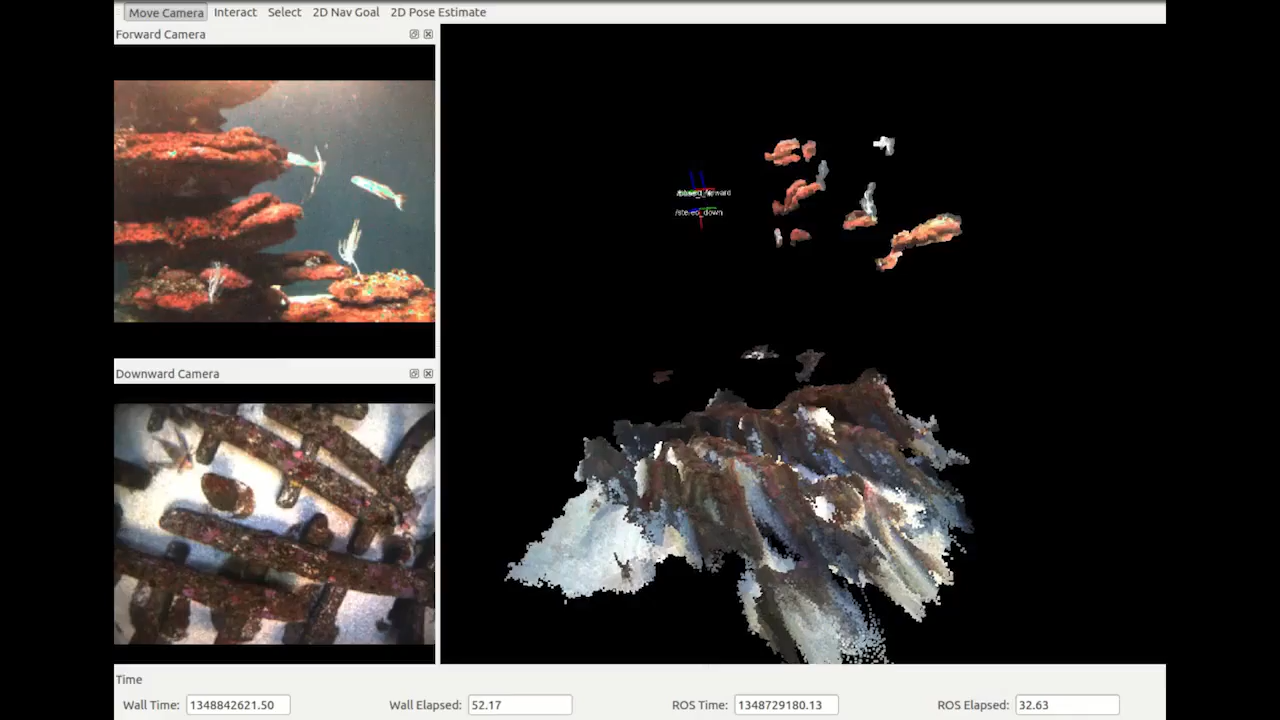 Move Camera Interact Select 2D Nav Goal 2D Pose Estimate
Forward Camera
/stereo_down
Downward Camera
Time
Wall Time: 1348842621.50 Wall Elapsed: 52.17 ROS Time: 1348729180.13 ROS Elapsed: 32.63